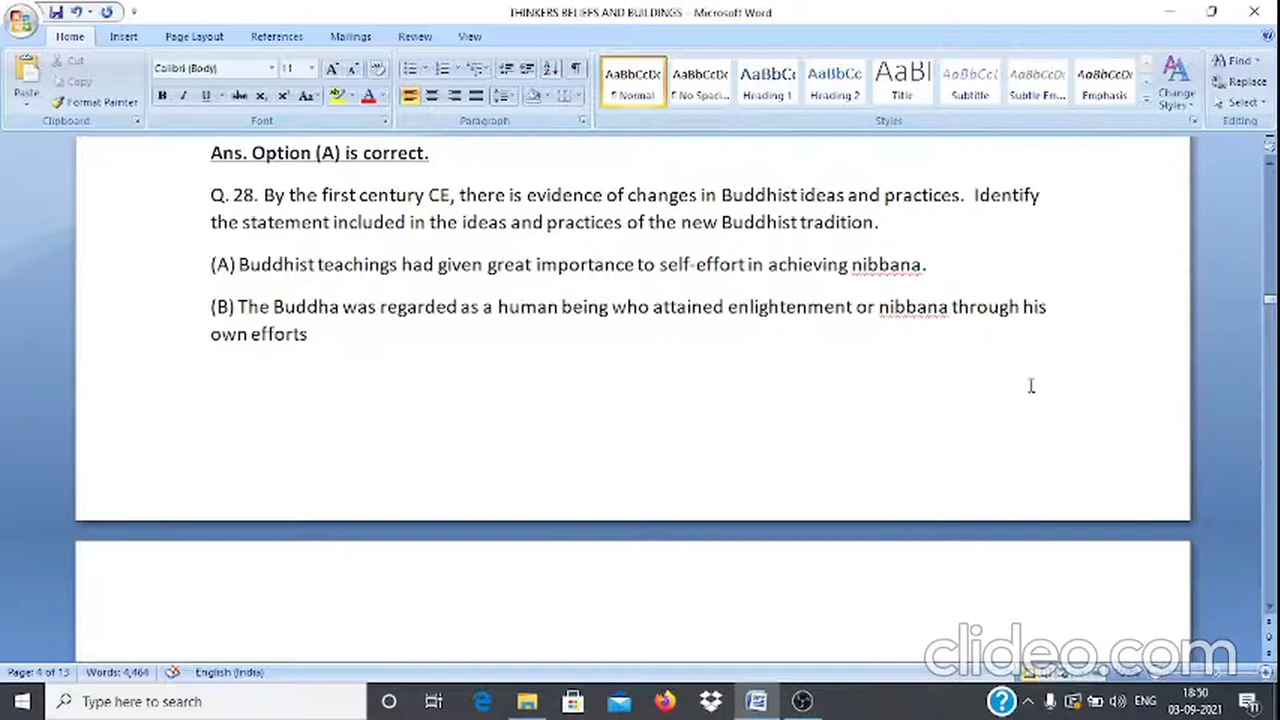 THINKERS BELIEFS AND BUILDINGS - Microsoft Word
Home Insert Page Layout References Mailings Review View
Paste Cut Copy Format Painter
Calibri (Body) 11
AaBbCcDc AaBbCcDc AaBbC AaBbCc AaBl AaBbCcl AaBbCcDc AaBbCcDc
¶ Normal ¶ No Spaci... Heading 1 Heading 2 Title Subtitle Subtle Em... Emphasis
Change Styles
Find Replace Select
Clipboard Font Paragraph Styles Editing
Ans. Option (A) is correct.
Q. 28. By the first century CE, there is evidence of changes in Buddhist ideas and practices. Identify
the statement included in the ideas and practices of the new Buddhist tradition.
(A) Buddhist teachings had given great importance to self-effort in achieving nibbana.
(B) The Buddha was regarded as a human being who attained enlightenment or nibbana through his
own efforts
clideo.com
Page: 4 of 13 Words: 4,464 English (India)
Type here to search
ENG 18:50
03-09-2021